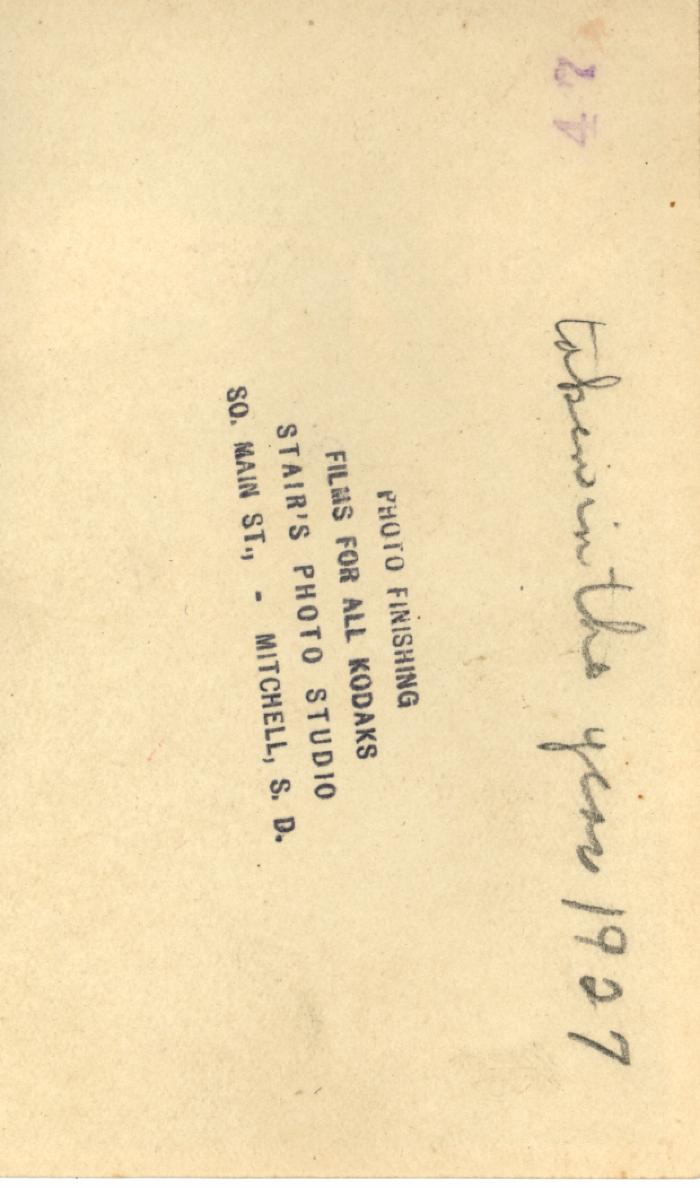 taken in the year 1927
PHOTO FINISHING
FILMS FOR ALL KODAKS
STAIR'S PHOTO STUDIO
SO. MAIN ST., - MITCHELL, S. D.